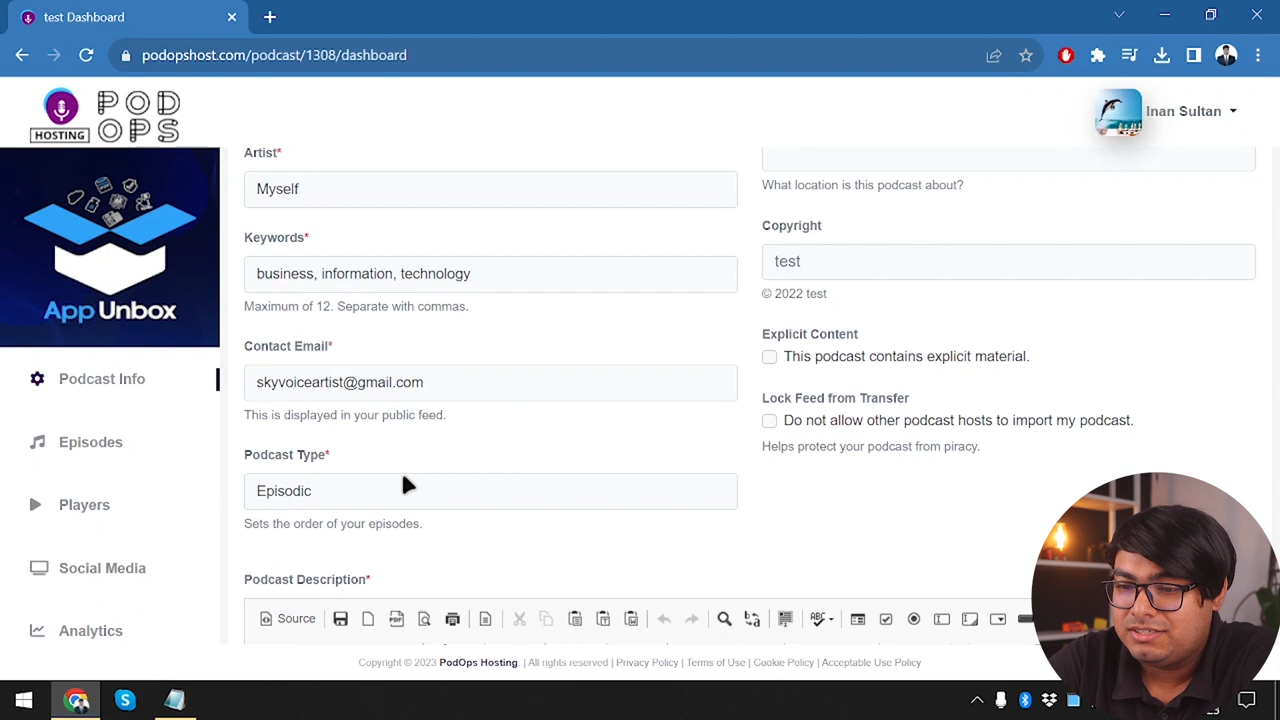 test Dashboard
podopshost.com/podcast/1308/dashboard
HOSTING
POD
OPS
Inan Sultan
App Unbox
Podcast Info
Episodes
Players
Social Media
Analytics
Artist*
Myself
Keywords*
business, information, technology
Maximum of 12. Separate with commas.
Contact Email*
skyvoiceartist@gmail.com
This is displayed in your public feed.
Podcast Type*
Episodic
Sets the order of your episodes.
Podcast Description*
Source
What location is this podcast about?
Copyright
test
© 2022 test
Explicit Content
This podcast contains explicit material.
Lock Feed from Transfer
Do not allow other podcast hosts to import my podcast.
Helps protect your podcast from piracy.
Copyright © 2023 PodOps Hosting. | All rights reserved | Privacy Policy | Terms of Use | Cookie Policy | Acceptable Use Policy